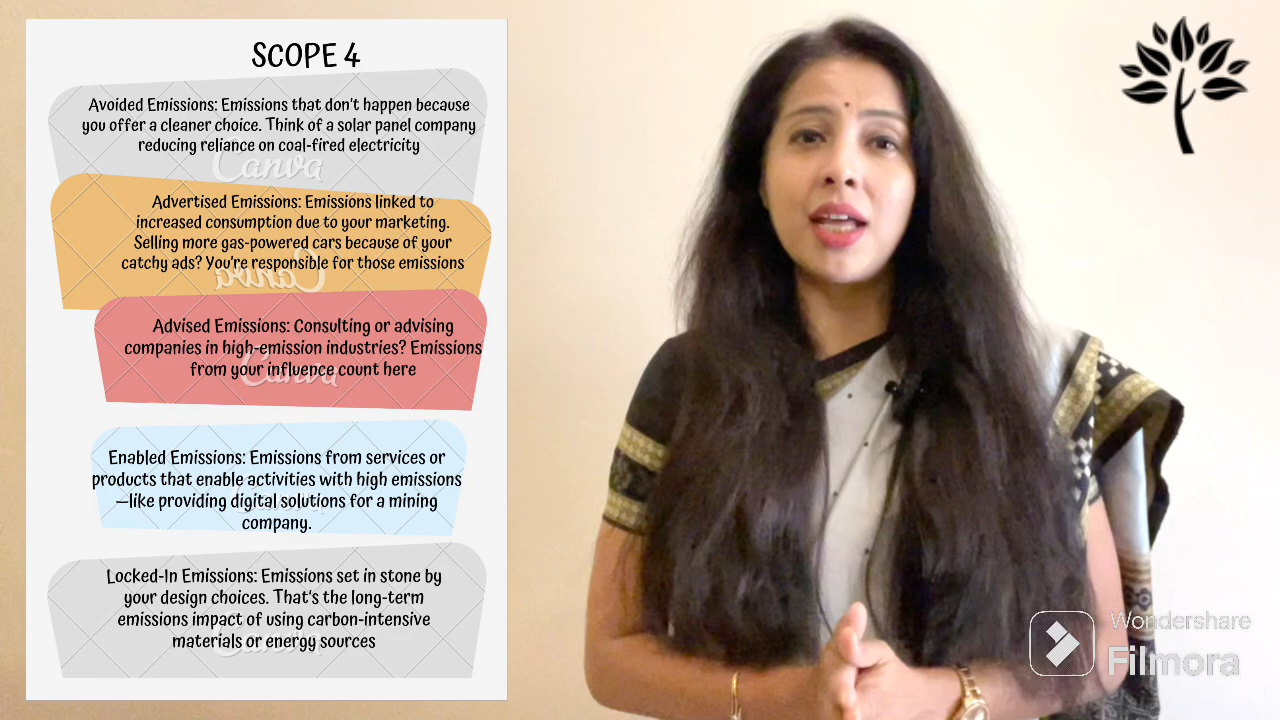 SCOPE 4
Avoided Emissions: Emissions that don't happen because
you offer a cleaner choice. Think of a solar panel company
reducing reliance on coal-fired electricity
Canva
Advertised Emissions: Emissions linked to
increased consumption due to your marketing.
Selling more gas-powered cars because of your
catchy ads? You're responsible for those emissions
Canva
Advised Emissions: Consulting or advising
companies in high-emission industries? Emissions
from your influence count here
Canva
Enabled Emissions: Emissions from services or
products that enable activities with high emissions
—like providing digital solutions for a mining
company.
Locked-In Emissions: Emissions set in stone by
your design choices. That's the long-term
emissions impact of using carbon-intensive
materials or energy sources
Canva
Wondershare
Filmora